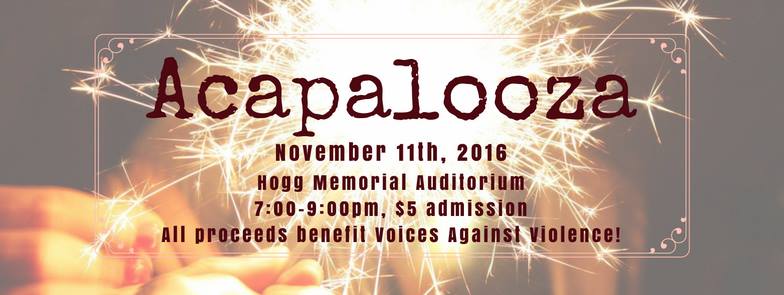 Acapalooza
November 11th, 2016
Hogg Memorial Auditorium
7:00-9:00pm, $5 admission
All proceeds benefit Voices Against Violence!